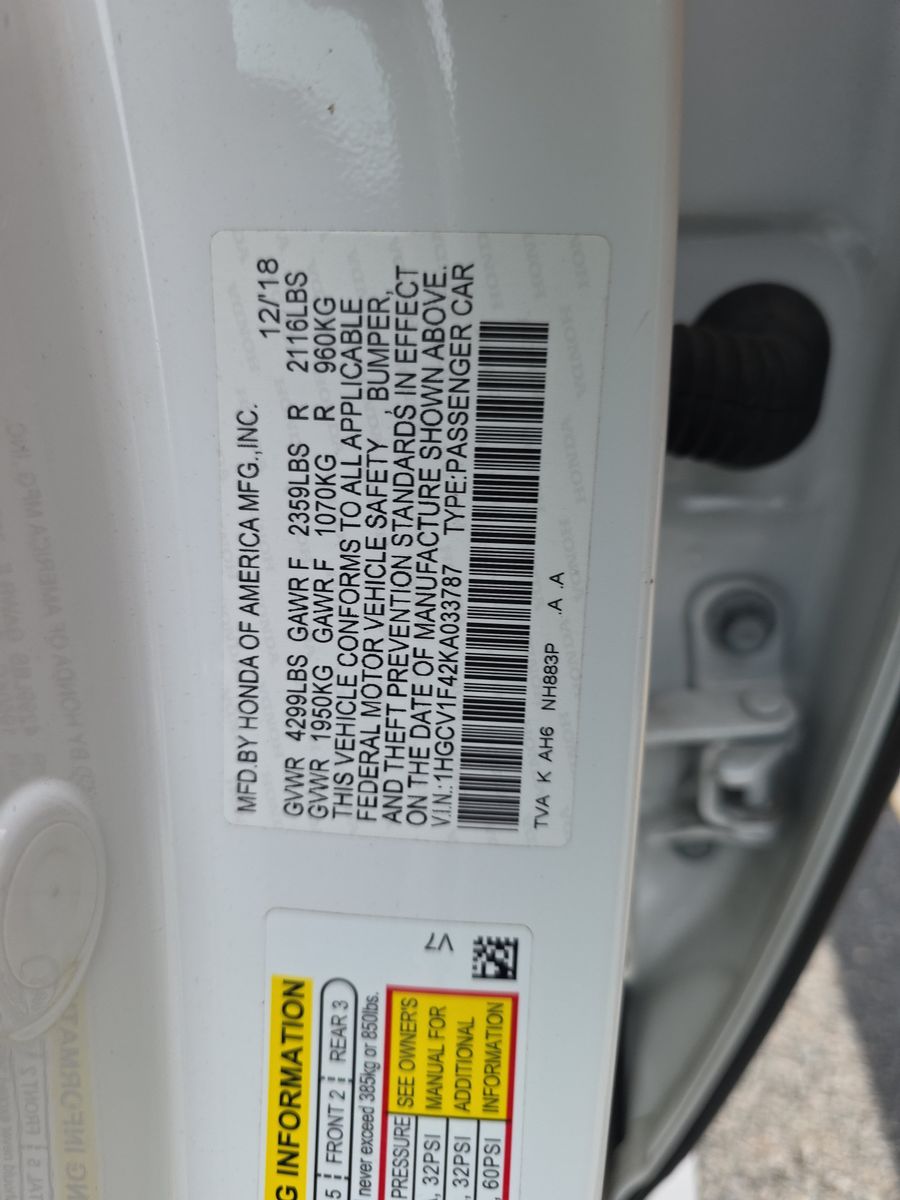 MFD.BY HONDA OF AMERICA MFG.,INC. 12/'18
GVWR 4299LBS GAWR F 2359LBS R 2116LBS
GVWR 1950KG GAWR F 1070KG R 960KG
THIS VEHICLE CONFORMS TO ALL APPLICABLE
FEDERAL MOTOR VEHICLE SAFETY, BUMPER,
AND THEFT PREVENTION STANDARDS IN EFFECT
ON THE DATE OF MANUFACTURE SHOWN ABOVE.
V.I.N.:1HGCV1F42KA033787 TYPE:PASSENGER CAR
TVA K AH6 NH883P .A .A
G INFORMATION
5 FRONT 2 REAR 3
never exceed 385kg or 850lbs.
PRESSURE SEE OWNER'S
, 32PSI MANUAL FOR
, 32PSI ADDITIONAL
, 60PSI INFORMATION